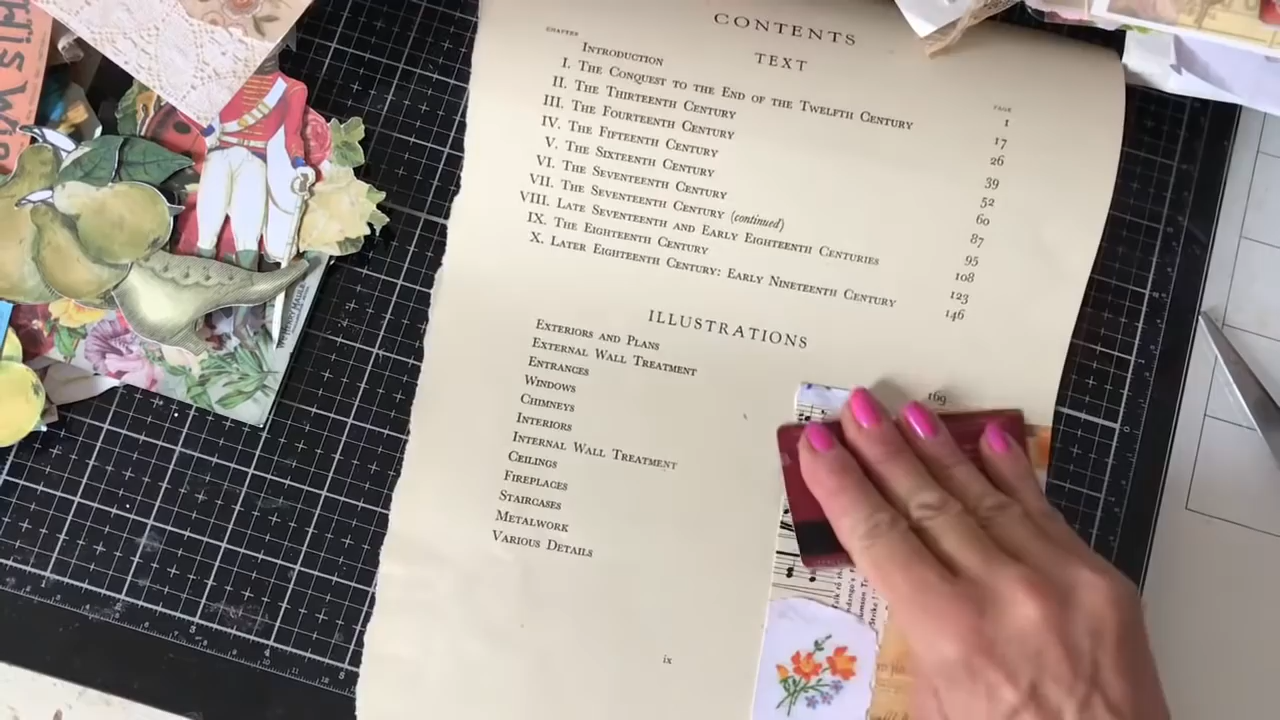 CONTENTS
TEXT
CHAPTER
PAGE
INTRODUCTION 1
I. THE CONQUEST TO THE END OF THE TWELFTH CENTURY 17
II. THE THIRTEENTH CENTURY 26
III. THE FOURTEENTH CENTURY 39
IV. THE FIFTEENTH CENTURY 52
V. THE SIXTEENTH CENTURY 60
VI. THE SEVENTEENTH CENTURY 87
VII. THE SEVENTEENTH CENTURY (continued) 95
VIII. LATE SEVENTEENTH AND EARLY EIGHTEENTH CENTURIES 108
IX. THE EIGHTEENTH CENTURY 123
X. LATER EIGHTEENTH CENTURY: EARLY NINETEENTH CENTURY 146
ILLUSTRATIONS
EXTERIORS AND PLANS 169
EXTERNAL WALL TREATMENT
ENTRANCES
WINDOWS
CHIMNEYS
INTERIORS
INTERNAL WALL TREATMENT
CEILINGS
FIREPLACES
STAIRCASES
METALWORK
VARIOUS DETAILS
ix